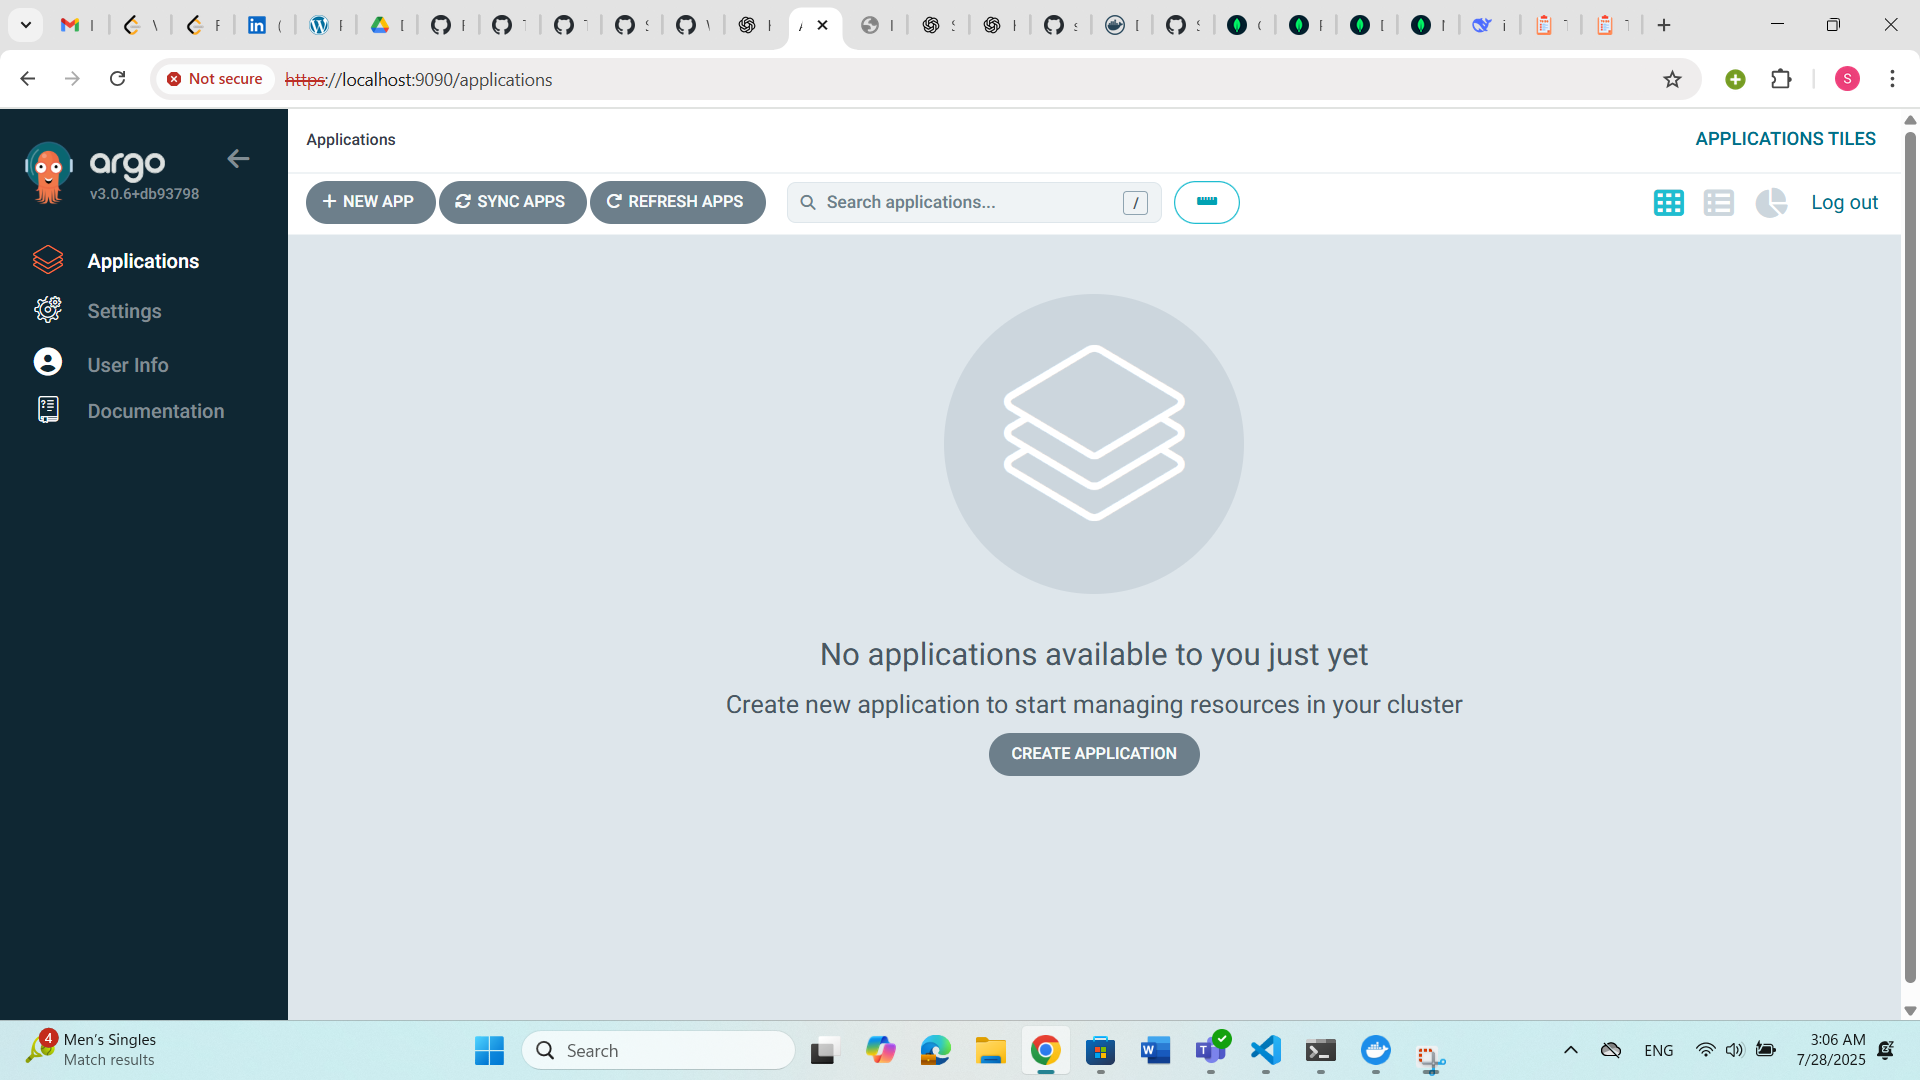 Not secure
https://localhost:9090/applications
argo
v3.0.6+db93798
Applications
Settings
User Info
Documentation
Applications
APPLICATIONS TILES
NEW APP
SYNC APPS
REFRESH APPS
Search applications...
/
Log out
No applications available to you just yet
Create new application to start managing resources in your cluster
CREATE APPLICATION
4
Men's Singles
Match results
Search
ENG
3:06 AM
7/28/2025
S